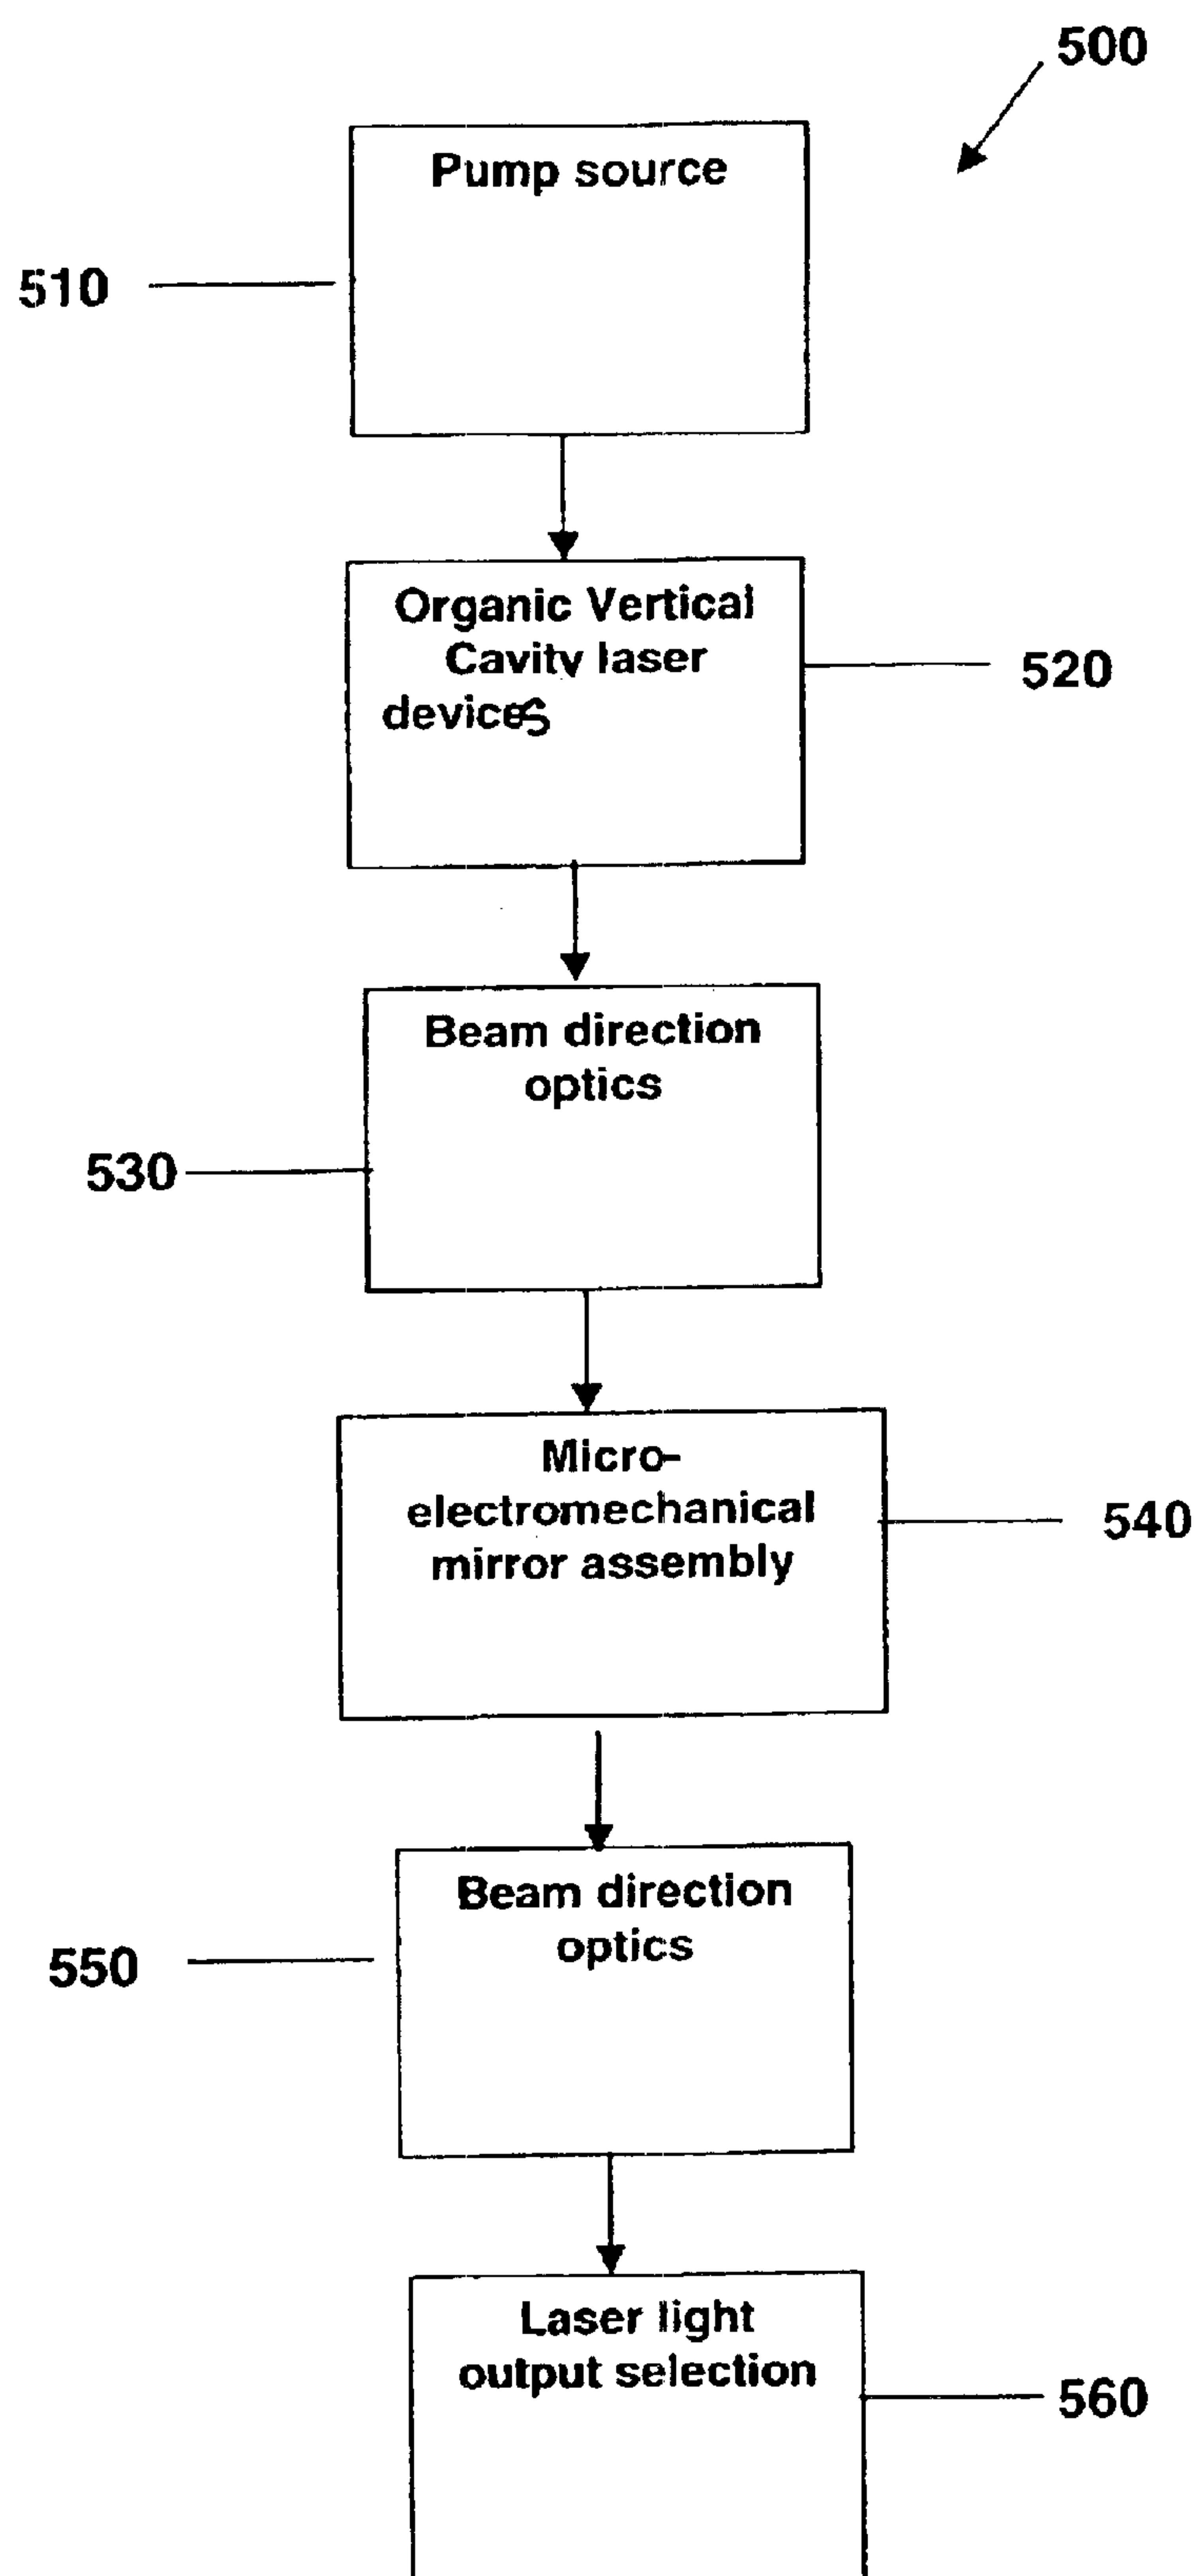 500
Pump source
510
Organic Vertical
Cavity laser
devices
520
Beam direction
optics
530
Micro-
electromechanical
mirror assembly
540
Beam direction
optics
550
Laser light
output selection
560